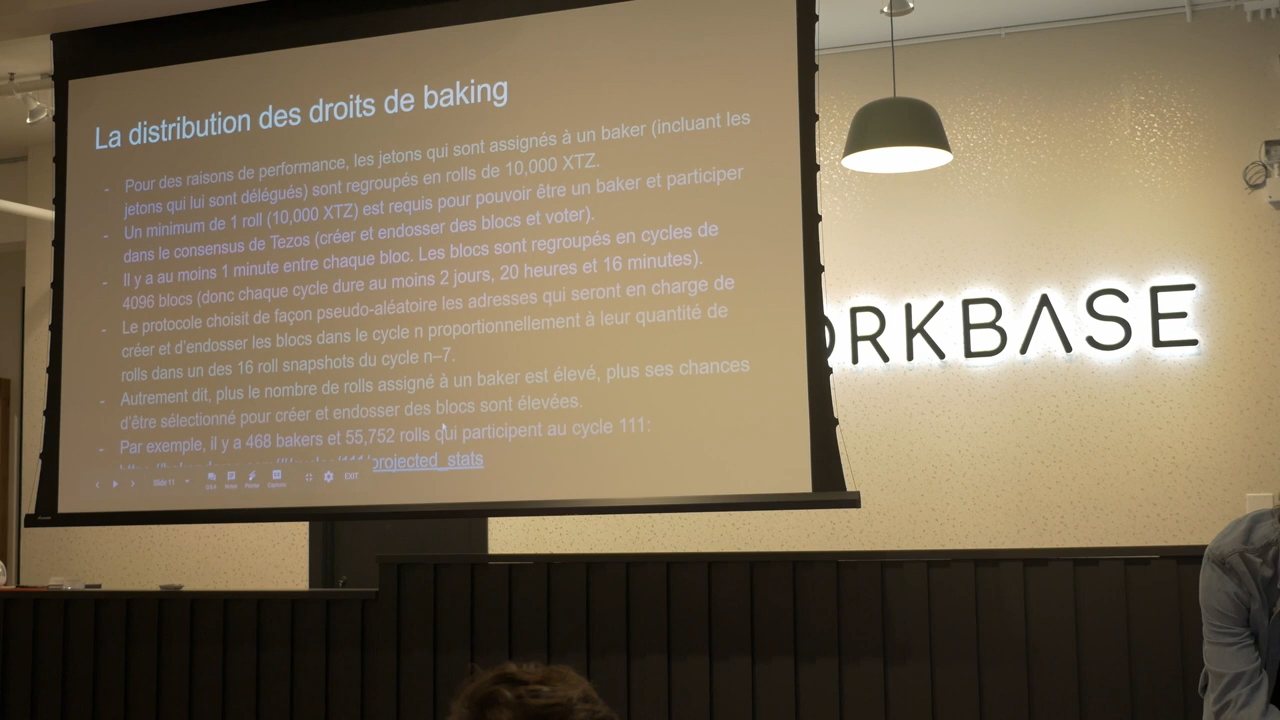 La distribution des droits de baking
- Pour des raisons de performance, les jetons qui sont assignés à un baker (incluant les
jetons qui lui sont délégués) sont regroupés en rolls de 10,000 XTZ.
- Un minimum de 1 roll (10,000 XTZ) est requis pour pouvoir être un baker et participer
dans le consensus de Tezos (créer et endosser des blocs et voter).
- Il y a au moins 1 minute entre chaque bloc. Les blocs sont regroupés en cycles de
4096 blocs (donc chaque cycle dure au moins 2 jours, 20 heures et 16 minutes).
- Le protocole choisit de façon pseudo-aléatoire les adresses qui seront en charge de
créer et d'endosser les blocs dans le cycle n proportionnellement à leur quantité de
rolls dans un des 16 roll snapshots du cycle n–7.
- Autrement dit, plus le nombre de rolls assigné à un baker est élevé, plus ses chances
d'être sélectionné pour créer et endosser des blocs sont élevées.
- Par exemple, il y a 468 bakers et 55,752 rolls qui participent au cycle 111:
projected_stats
Slide 11 Q&A Notes Pointer Captions EXIT
ORKBASE